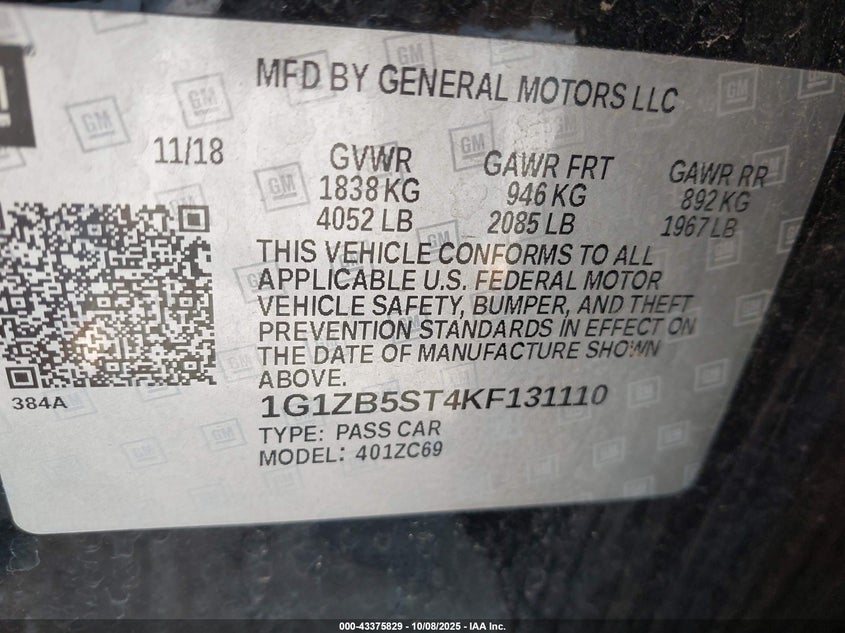 MFD BY GENERAL MOTORS LLC
11/18
GVWR
1838 KG
4052 LB
GAWR FRT
946 KG
2085 LB
GAWR RR
892 KG
1967 LB
THIS VEHICLE CONFORMS TO ALL
APPLICABLE U.S. FEDERAL MOTOR
VEHICLE SAFETY, BUMPER, AND THEFT
PREVENTION STANDARDS IN EFFECT ON
THE DATE OF MANUFACTURE SHOWN
ABOVE.
384A
1G1ZB5ST4KF131110
TYPE: PASS CAR
MODEL: 401ZC69
GM
000-43375829 - 10/08/2025 - IAA Inc.